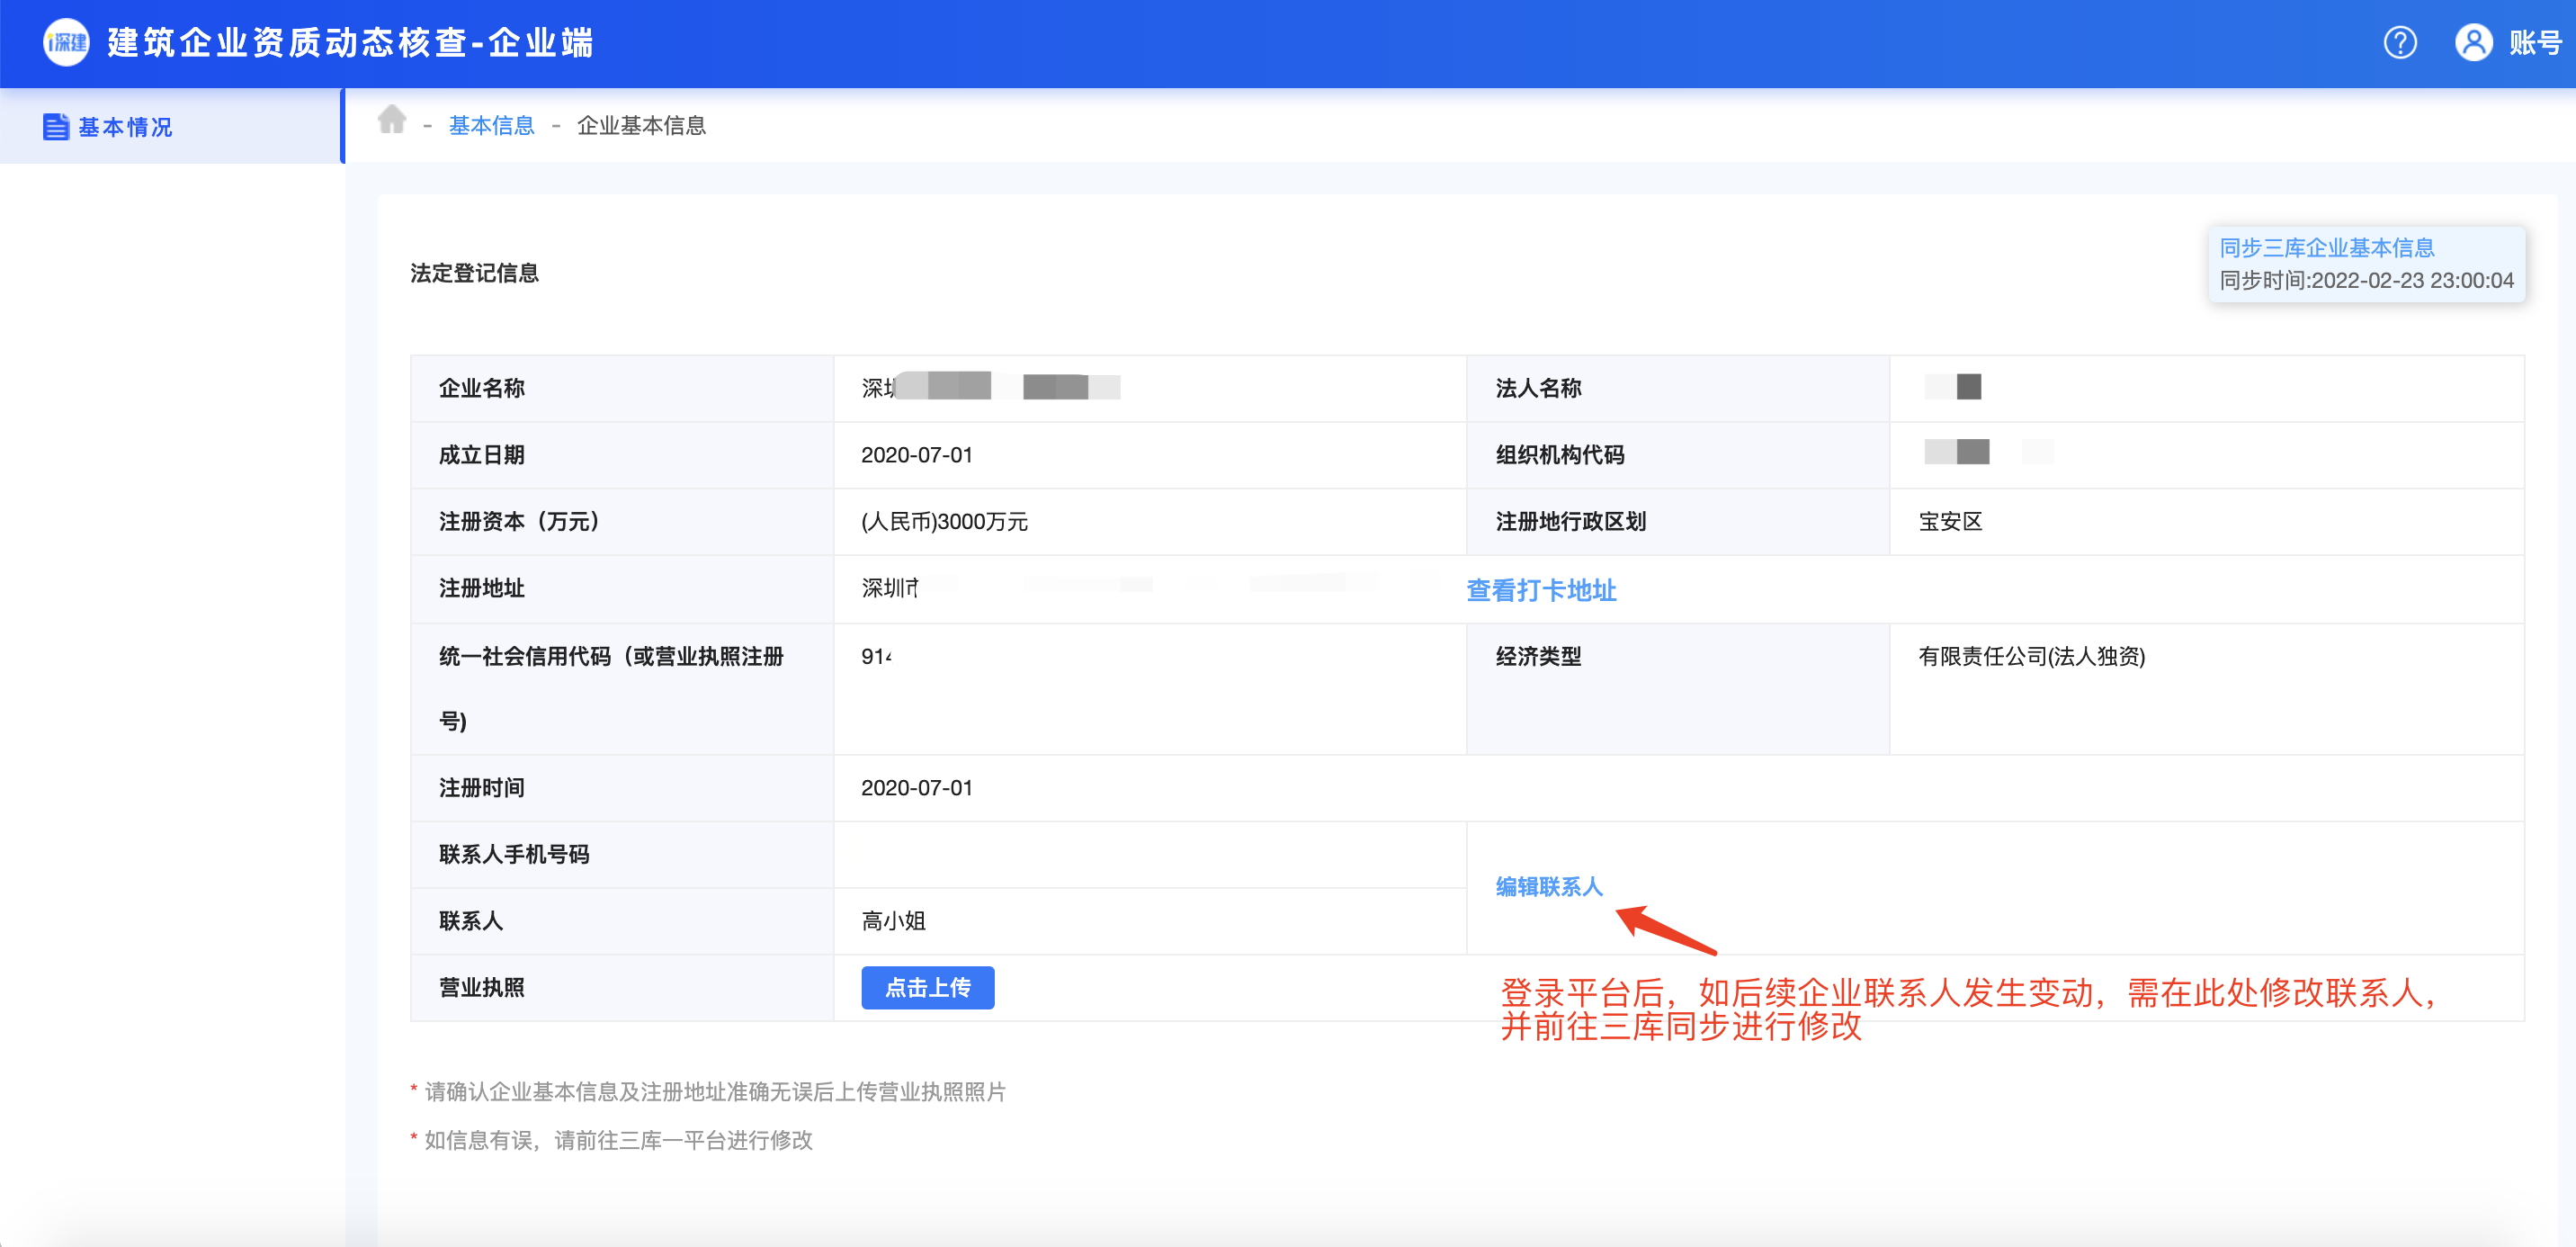 i深建 建筑企业资质动态核查-企业端 账号
基本情况
- 基本信息 - 企业基本信息
同步三库企业基本信息
同步时间:2022-02-23 23:00:04
法定登记信息
企业名称 深圳 法人名称
成立日期 2020-07-01 组织机构代码
注册资本（万元） (人民币)3000万元 注册地行政区划 宝安区
注册地址 深圳市 查看打卡地址
统一社会信用代码（或营业执照注册 914 经济类型 有限责任公司(法人独资)
号)
注册时间 2020-07-01
联系人手机号码
编辑联系人
联系人 高小姐
营业执照 点击上传
登录平台后，如后续企业联系人发生变动，需在此处修改联系人，
并前往三库同步进行修改
* 请确认企业基本信息及注册地址准确无误后上传营业执照照片
* 如信息有误，请前往三库一平台进行修改